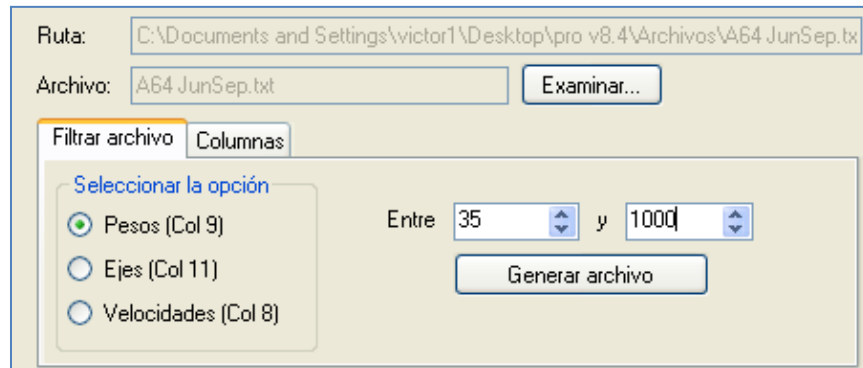 Ruta: C:\Documents and Settings\victor1\Desktop\pro v8.4\Archivos\A64 JunSep.tx
Archivo: A64 JunSep.txt Examinar...
Filtrar archivo Columnas
Seleccionar la opción
Pesos (Col 9) Entre 35 y 1000
Ejes (Col 11) Generar archivo
Velocidades (Col 8)